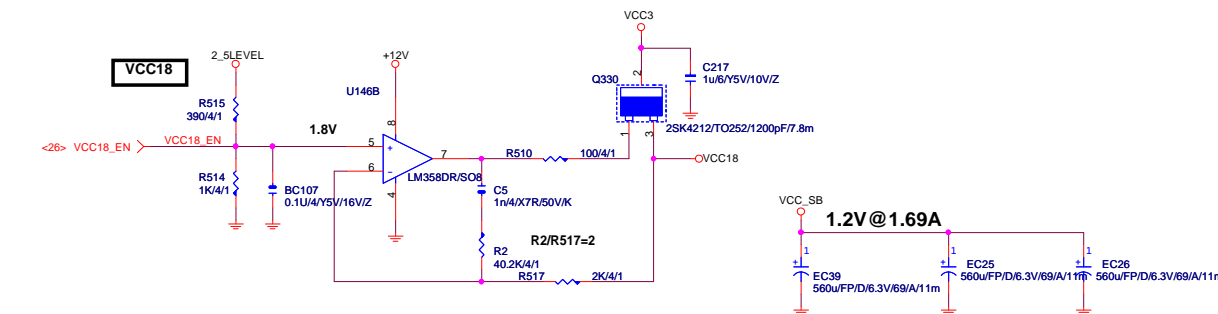 VCC18
2_5LEVEL
R515
390/4/1
<26> VCC18_EN
VCC18_EN
R514
1K/4/1
BC107
0.1U/4/Y5V/16V/Z
1.8V
+12V
U146B
8
5
+
6
-
7
4
LM358DR/SO8
R510
100/4/1
C5
1n/4/X7R/50V/K
R2
40.2K/4/1
R2/R517=2
R517
2K/4/1
VCC3
2
Q330
1
3
2SK4212/TO252/1200pF/7.8m
C217
1u/6/Y5V/10V/Z
VCC18
VCC_SB
1.2V@1.69A
1
+
EC39
560u/FP/D/6.3V/69/A/11m
1
+
EC25
560u/FP/D/6.3V/69/A/11m
1
+
EC26
560u/FP/D/6.3V/69/A/11m